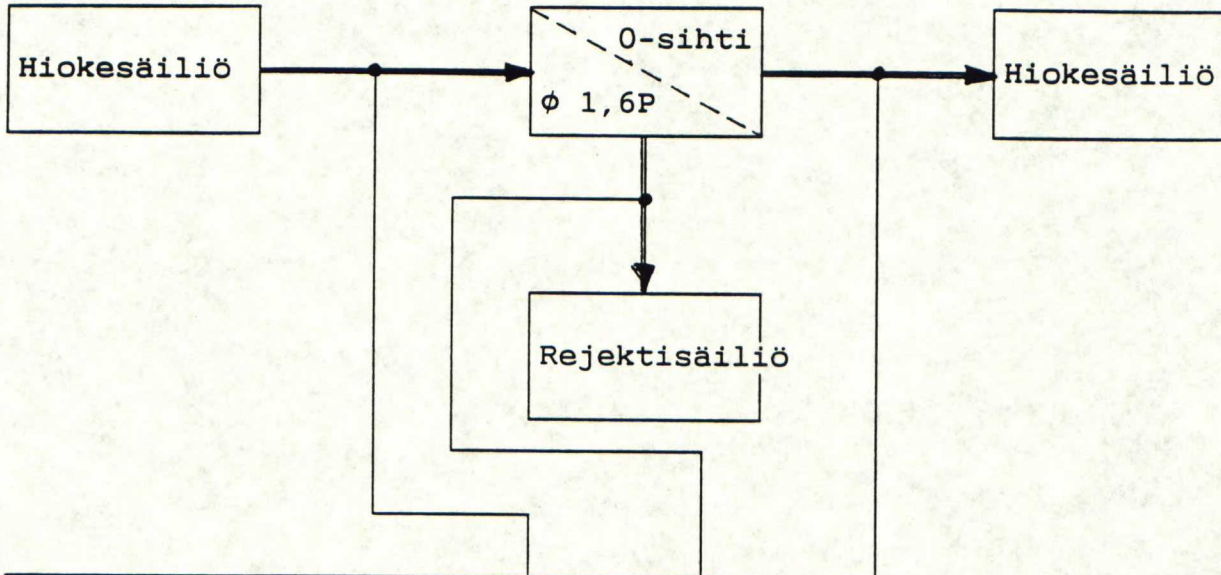 Hiokesäiliö
0-sihti
φ 1,6P
Hiokesäiliö
Rejektisäiliö